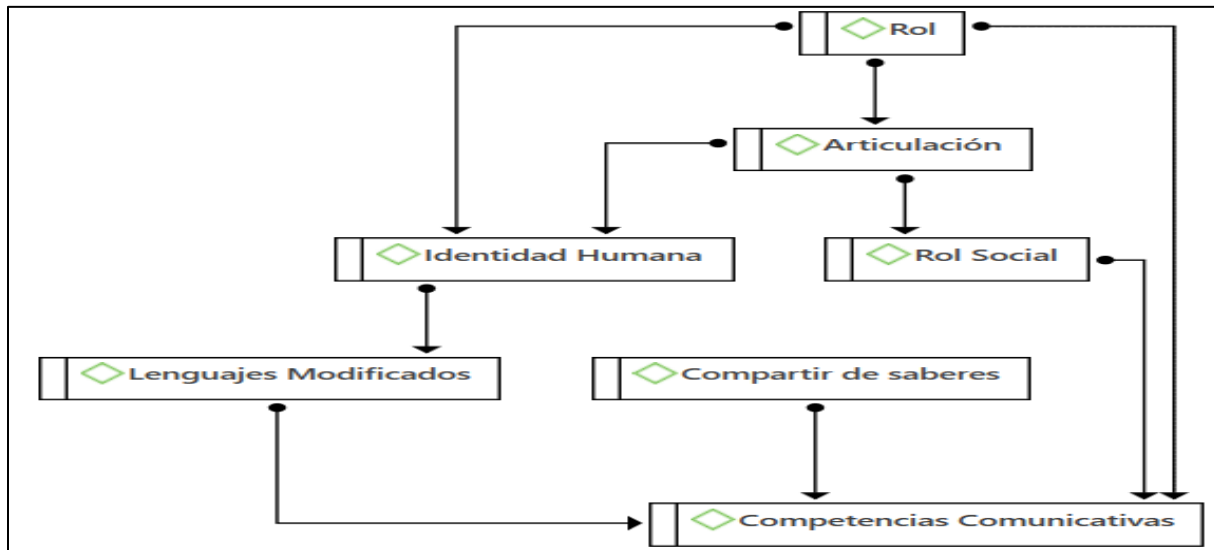 Rol
Articulación
Identidad Humana
Rol Social
Lenguajes Modificados
Compartir de saberes
Competencias Comunicativas